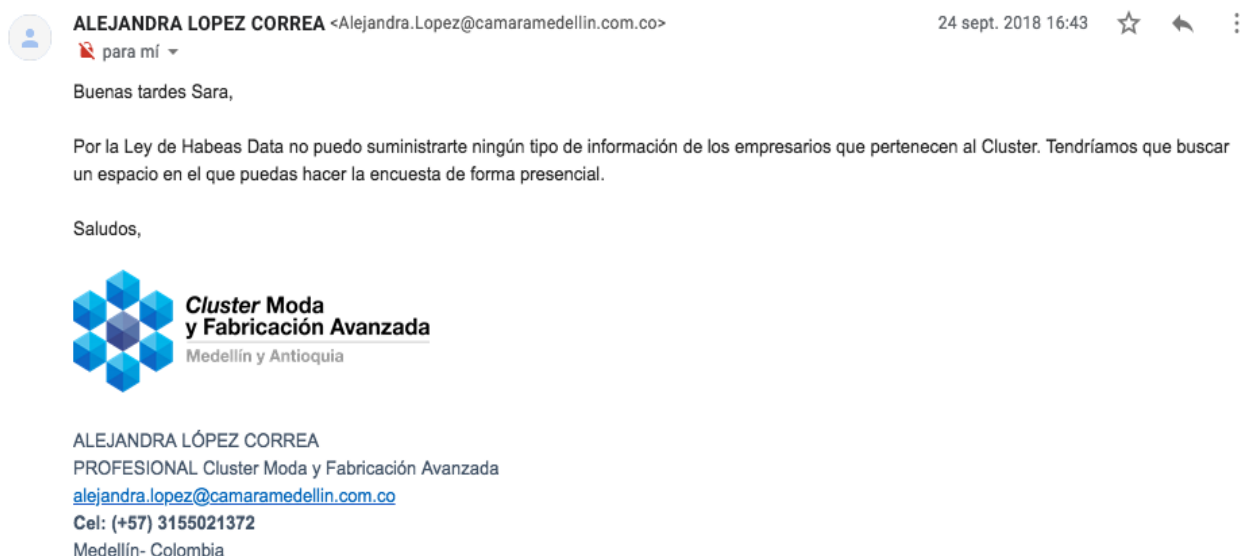 ALEJANDRA LOPEZ CORREA <Alejandra.Lopez@camaramedellin.com.co> 24 sept. 2018 16:43
para mí
Buenas tardes Sara,
Por la Ley de Habeas Data no puedo suministrarte ningún tipo de información de los empresarios que pertenecen al Cluster. Tendríamos que buscar
un espacio en el que puedas hacer la encuesta de forma presencial.
Saludos,
Cluster Moda
y Fabricación Avanzada
Medellín y Antioquia
ALEJANDRA LÓPEZ CORREA
PROFESIONAL Cluster Moda y Fabricación Avanzada
alejandra.lopez@camaramedellin.com.co
Cel: (+57) 3155021372
Medellín- Colombia